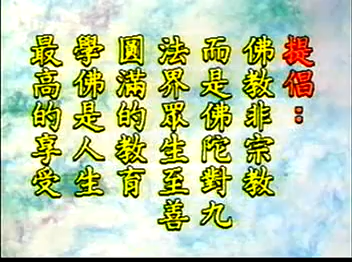 提倡：
佛教非宗教
而是佛陀對九
法界眾生至善
圓滿的教育
學佛是人生
最高的享受